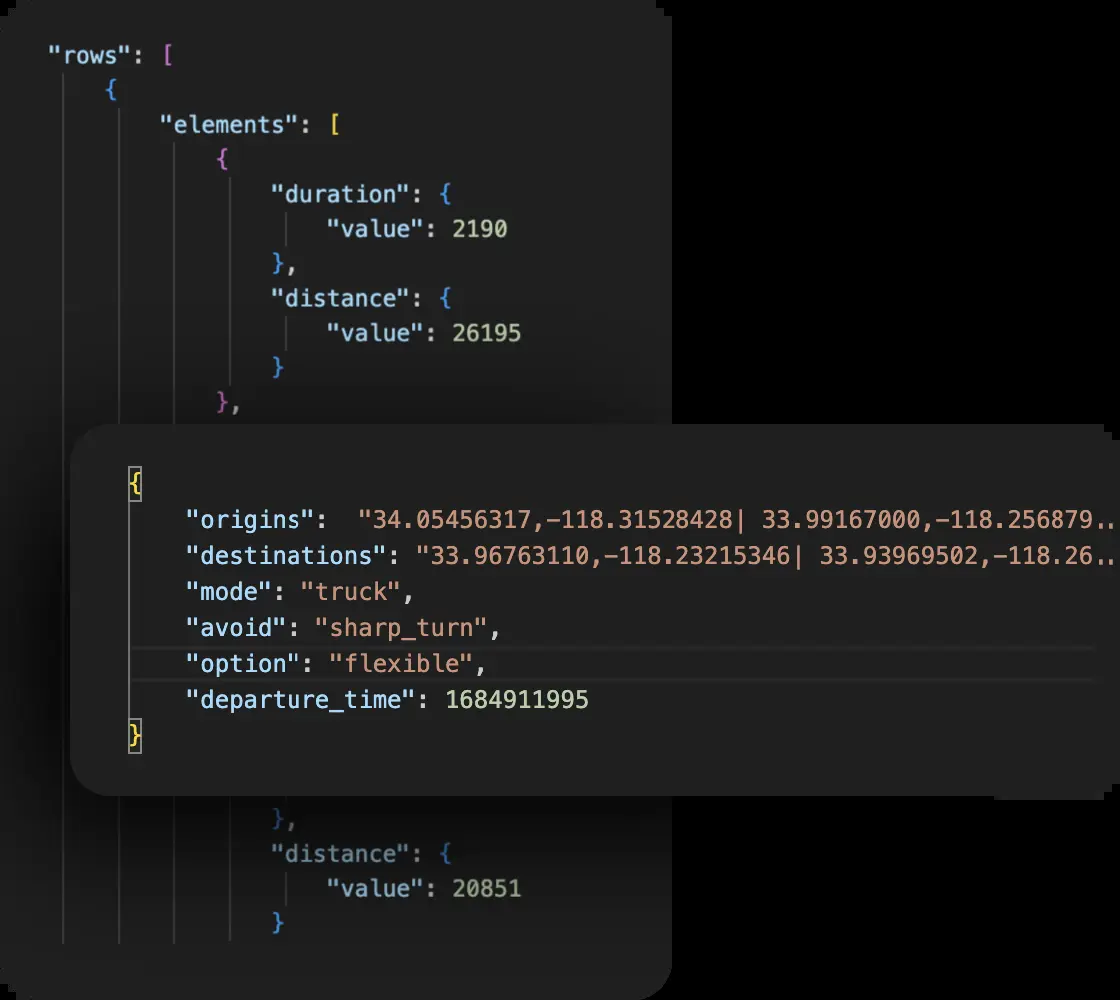 "rows": [
{
"elements": [
{
"duration": {
"value": 2190
},
"distance": {
"value": 26195
}
},
{
"origins":  "34.05456317,-118.31528428| 33.99167000,-118.256879..
"destinations": "33.96763110,-118.23215346| 33.93969502,-118.26..
"mode": "truck",
"avoid": "sharp_turn",
"option": "flexible",
"departure_time": 1684911995
}
},
"distance": {
"value": 20851
}